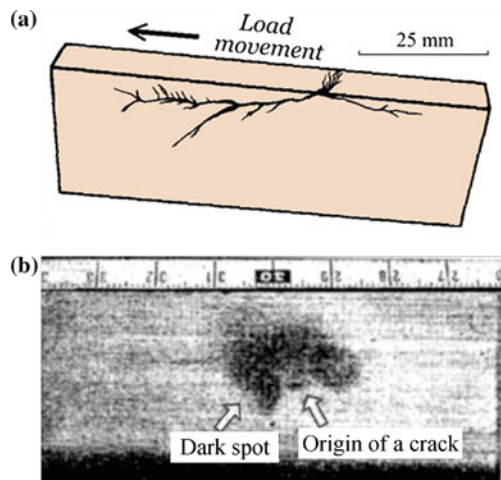 (a)
Load
movement
25 mm
(b)
Dark spot
Origin of a crack